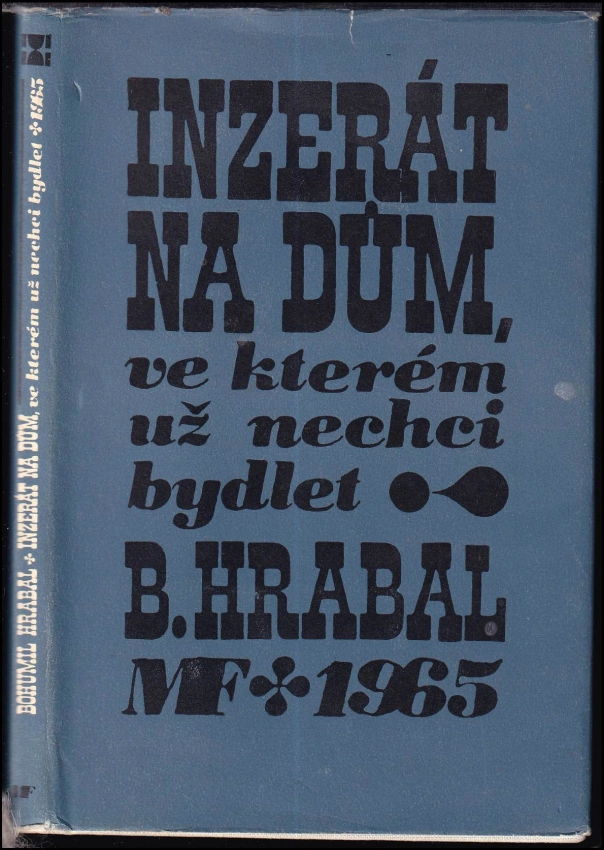 INZERÁT
NA DŮM,
ve kterém
už nechci
bydlet
B. HRABAL
MF 1965
BOHUMIL HRABAL INZERÁT NA DŮM, ve kterém už nechci bydlet 1965
MF